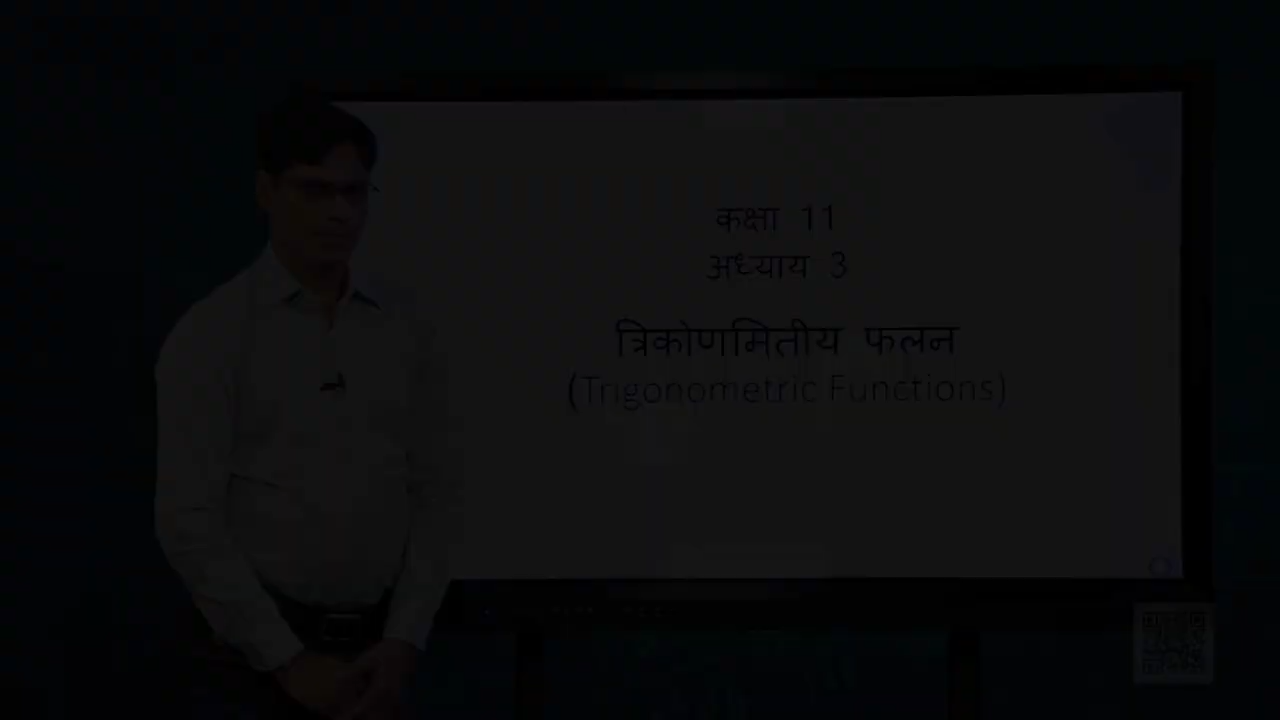 कक्षा 11
अध्याय 3
त्रिकोणमितीय फलन
(Trigonometric Functions)